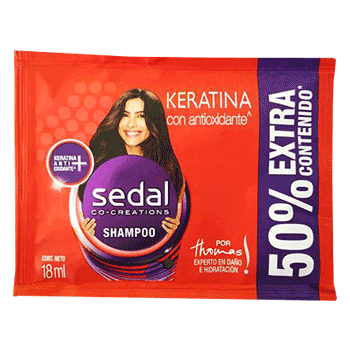 KERATINA
con antioxidante^
KERATINA
ANTI
OXIDANTE^
+
sedal
CO-CREATIONS
SHAMPOO
CONT. NETO
18ml
POR
Thomas!
EXPERTO EN DAÑO
E HIDRATACIÓN
50% EXTRA
CONTENIDO*